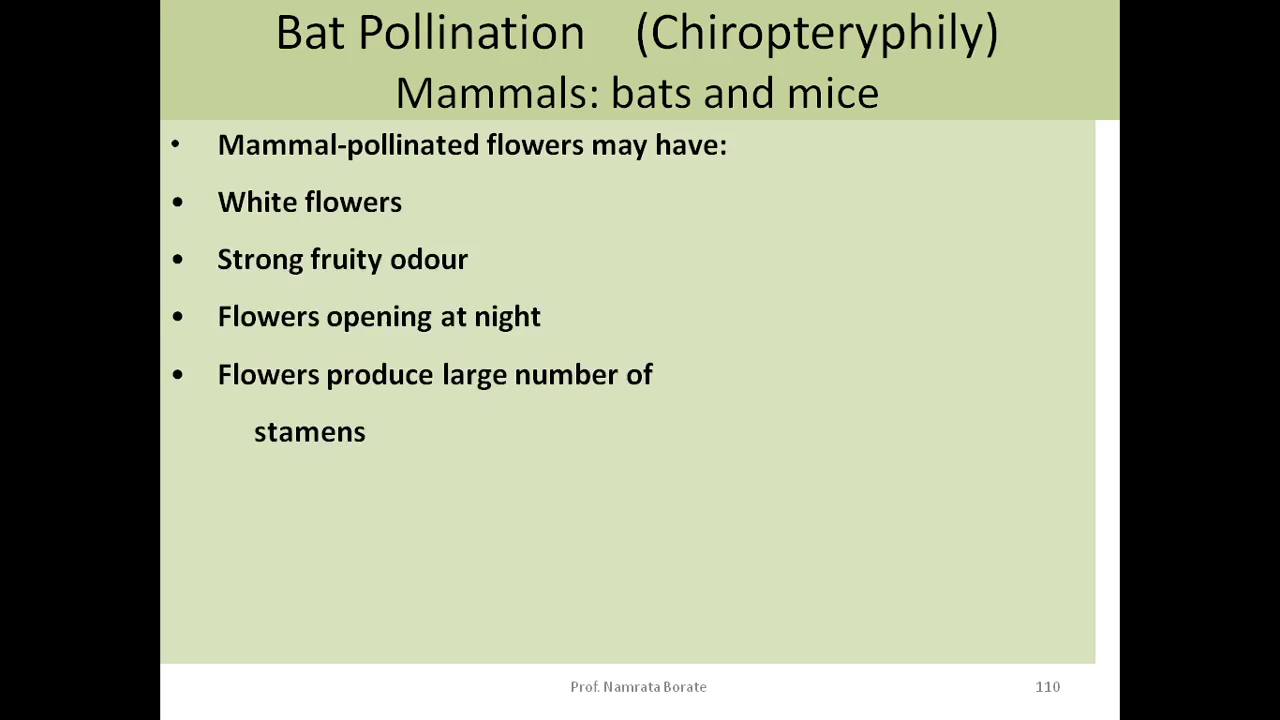 Bat Pollination (Chiropteryphily)
Mammals: bats and mice
• Mammal-pollinated flowers may have:
• White flowers
• Strong fruity odour
• Flowers opening at night
• Flowers produce large number of
stamens
Prof. Namrata Borate 110